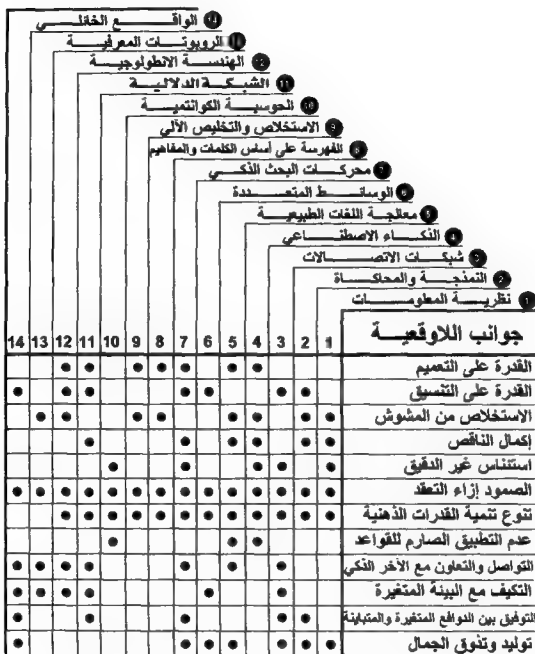 14 الواقع الخائلي
13 الروبوتات المعرفية
12 الهندسة الانطولوجية
11 الشبكة الدلالية
10 الحوسبة الكوانتمية
9 الاستخلاص والتلخيص الآلي
8 الفهرسة على أساس الكلمات والمفاهيم
7 محركات البحث الذكي
6 الوسائط المتعددة
5 معالجة اللغات الطبيعية
4 الذكاء الاصطناعي
3 شبكات الاتصالات
2 النمذجة والمحاكاة
1 نظرية المعلومات
جوانب اللاوقعية 1 2 3 4 5 6 7 8 9 10 11 12 13 14
القدرة على التعميم
القدرة على التنسيق
الاستخلاص من المشوش
إكمال الناقص
استئناس غير الدقيق
الصمود إزاء التعقد
تنوع تنمية القدرات الذهنية
عدم التطبيق الصارم للقواعد
التواصل والتعاون مع الآخر الذكي
التكيف مع البيئة المتغيرة
التوفيق بين الدوافع المتغيرة والمتباينة
توليد وتذوق الجمال